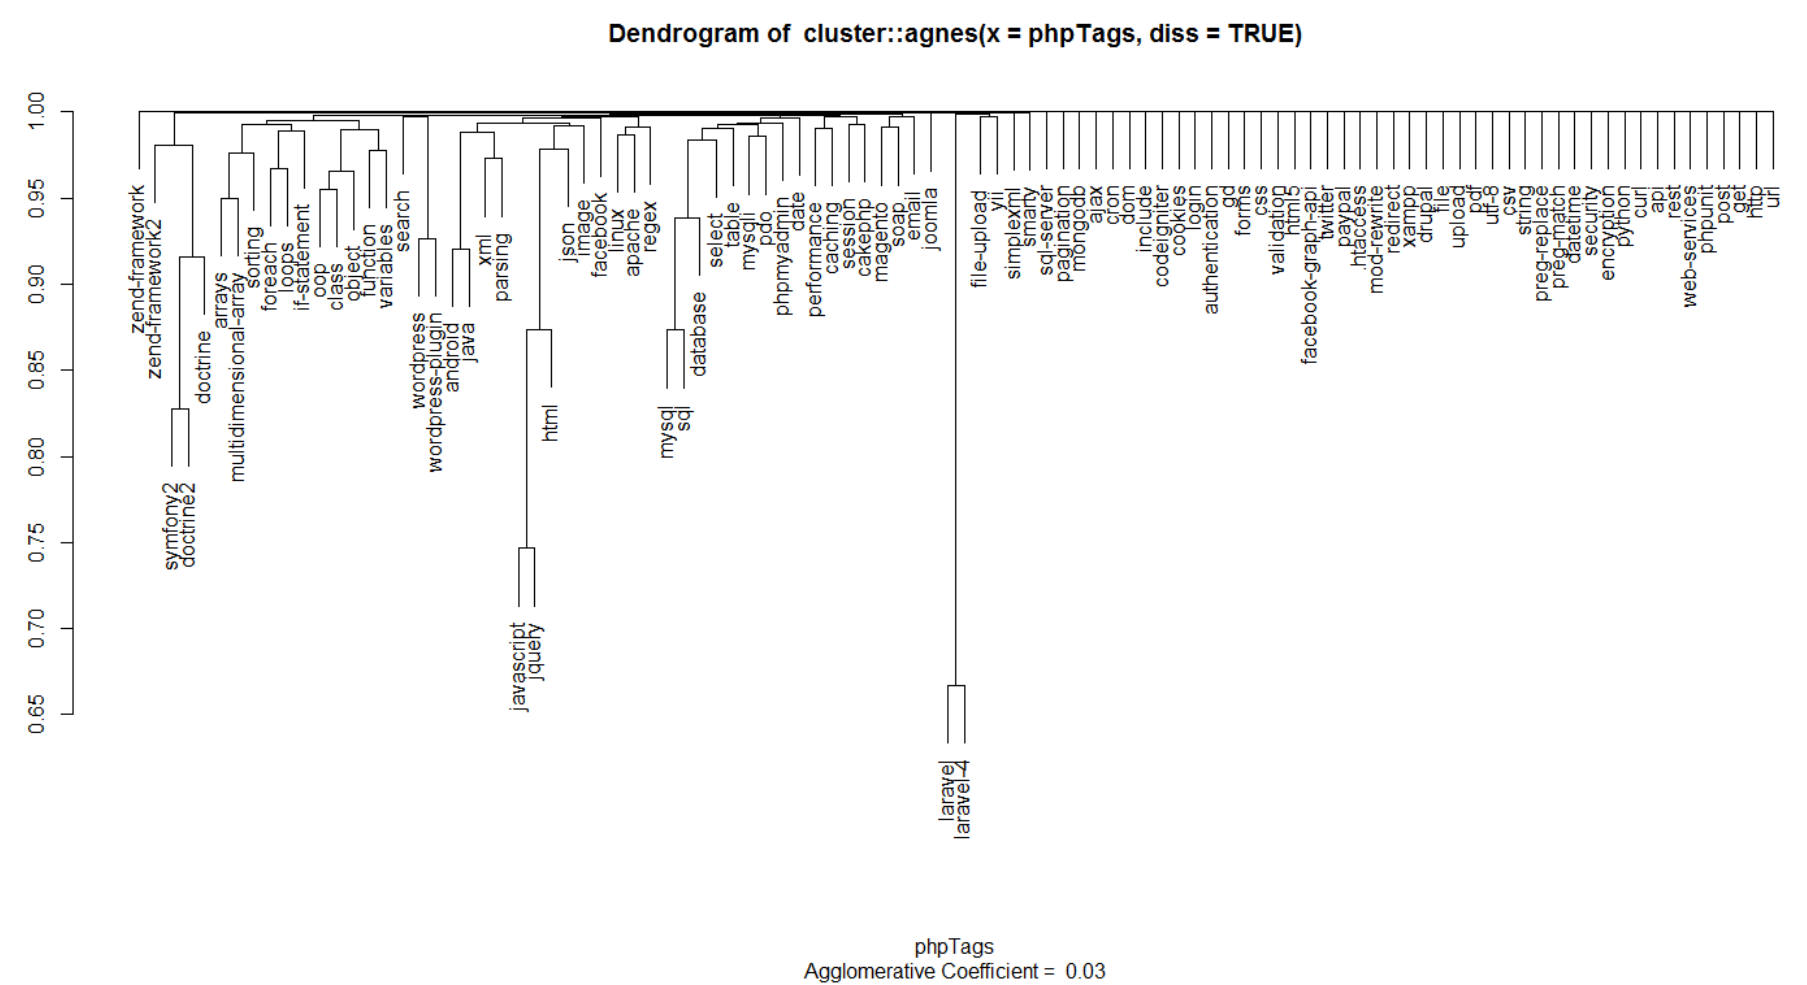 Dendrogram of cluster::agnes(x = phpTags, diss = TRUE)
1.00
0.95
0.90
0.85
0.80
0.75
0.70
0.65
zend-framework
zend-framework2
symfony2
doctrine2
doctrine
arrays
multidimensional-array
sorting
foreach
loops
if-statement
oop
class
object
function
variables
search
wordpress
wordpress-plugin
android
java
xml
parsing
javascript
jquery
html
json
image
facebook
linux
apache
regex
mysql
sql
database
select
table
mysqli
pdo
phpmyadmin
date
performance
caching
session
cakephp
magento
soap
email
joomla
laravel
laravel-4
file-upload
yii
simplexml
smarty
sql-server
pagination
mongodb
ajax
cron
dom
include
codeigniter
cookies
login
authentication
gd
forms
css
validation
html5
facebook-graph-api
twitter
paypal
.htaccess
mod-rewrite
redirect
xampp
drupal
file
upload
pdf
utf-8
csv
string
preg-replace
preg-match
datetime
security
encryption
python
curl
api
rest
web-services
phpunit
post
get
http
url
phpTags
Agglomerative Coefficient = 0.03